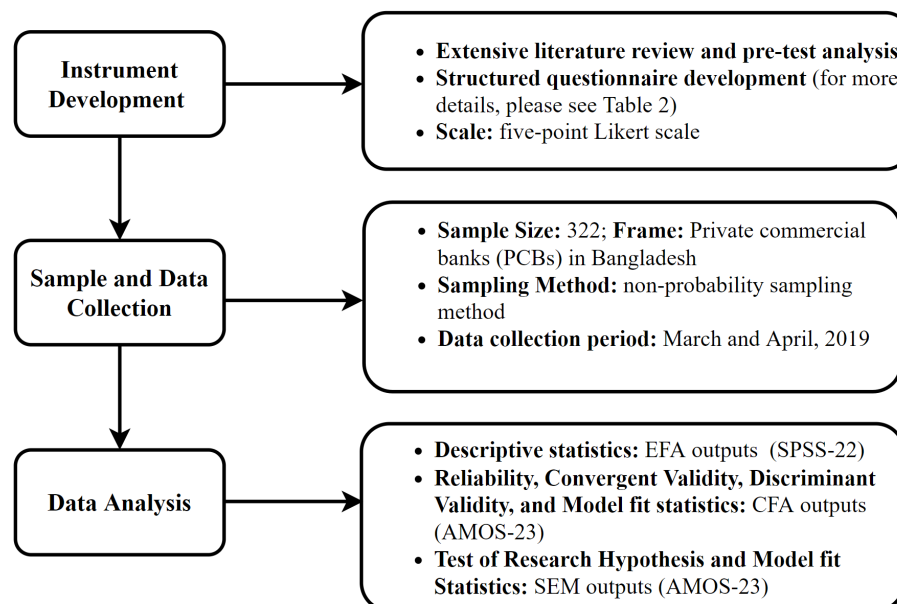 Instrument
Development
• Extensive literature review and pre-test analysis
• Structured questionnaire development (for more
details, please see Table 2)
• Scale: five-point Likert scale
Sample and Data
Collection
• Sample Size: 322; Frame: Private commercial
banks (PCBs) in Bangladesh
• Sampling Method: non-probability sampling
method
• Data collection period: March and April, 2019
Data Analysis
• Descriptive statistics: EFA outputs (SPSS-22)
• Reliability, Convergent Validity, Discriminant
Validity, and Model fit statistics: CFA outputs
(AMOS-23)
• Test of Research Hypothesis and Model fit
Statistics: SEM outputs (AMOS-23)